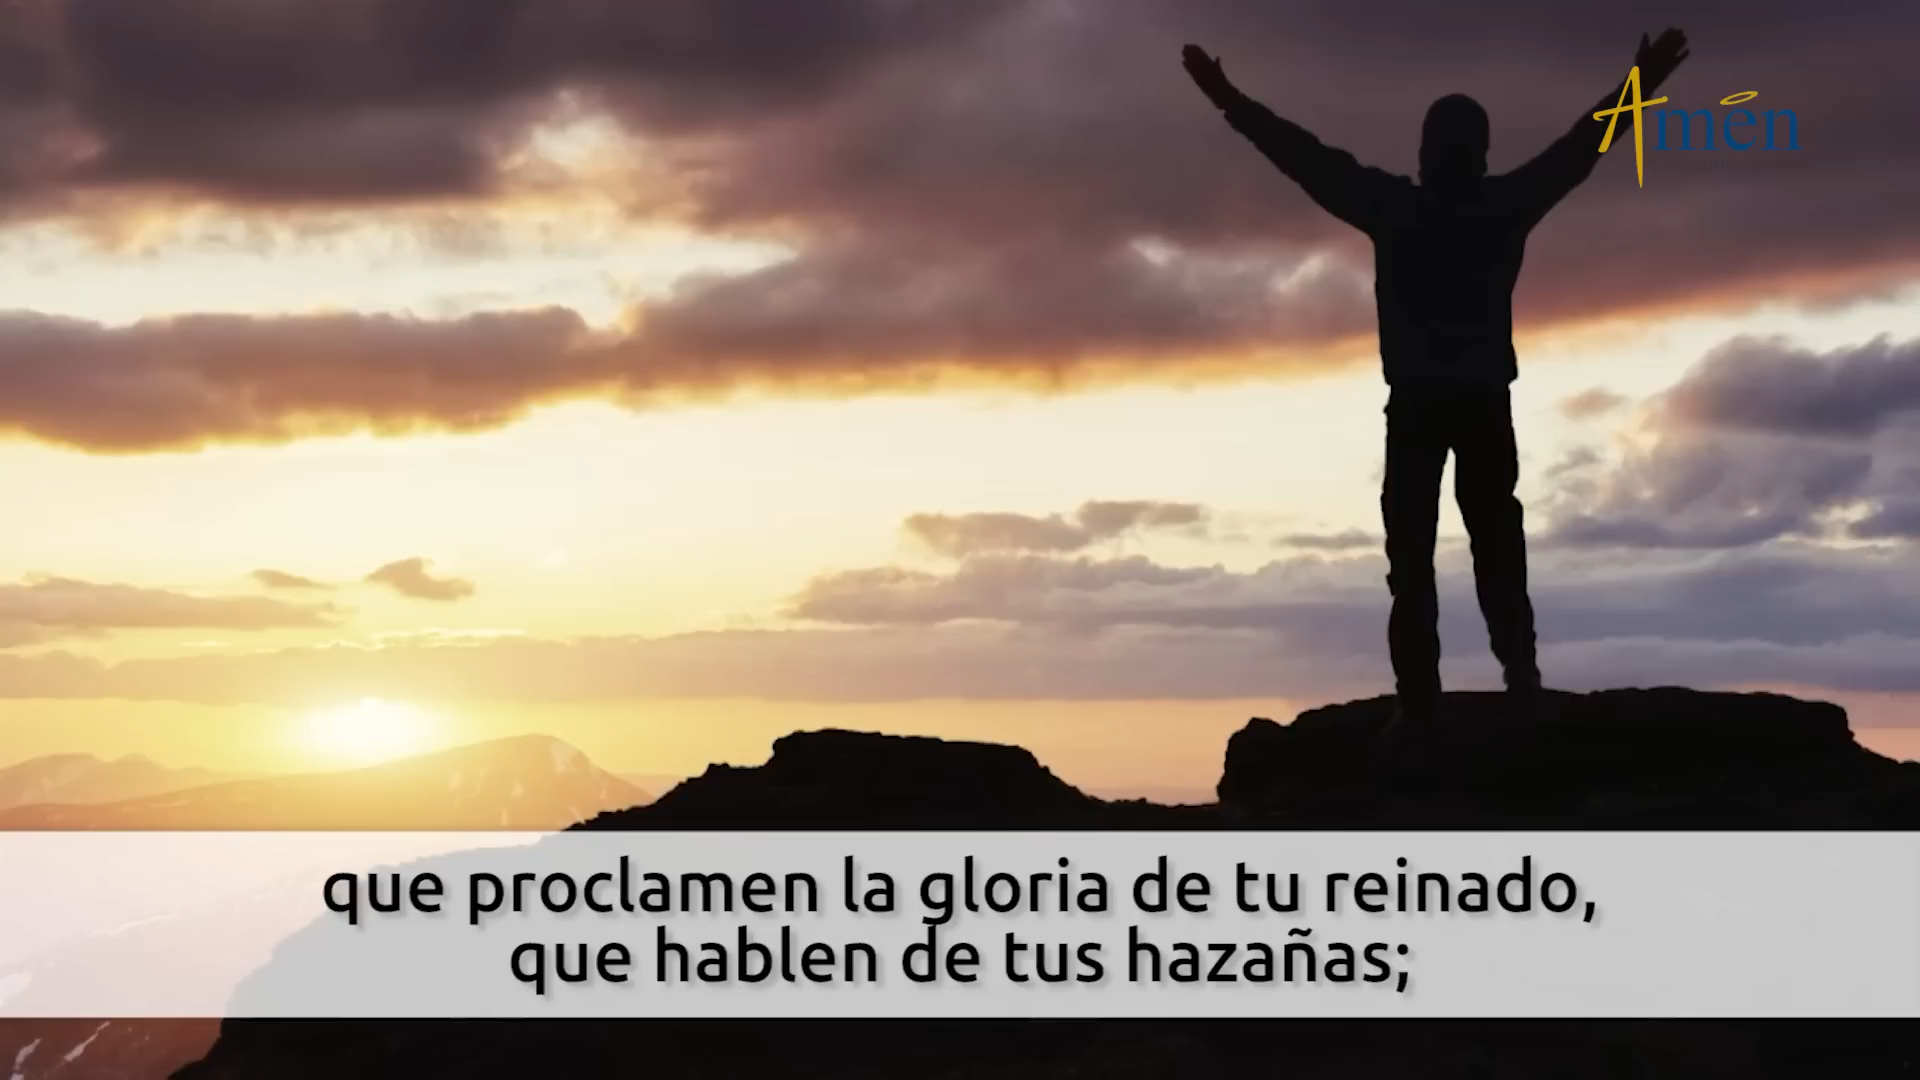 Amén
que proclamen la gloria de tu reinado,
que hablen de tus hazañas;